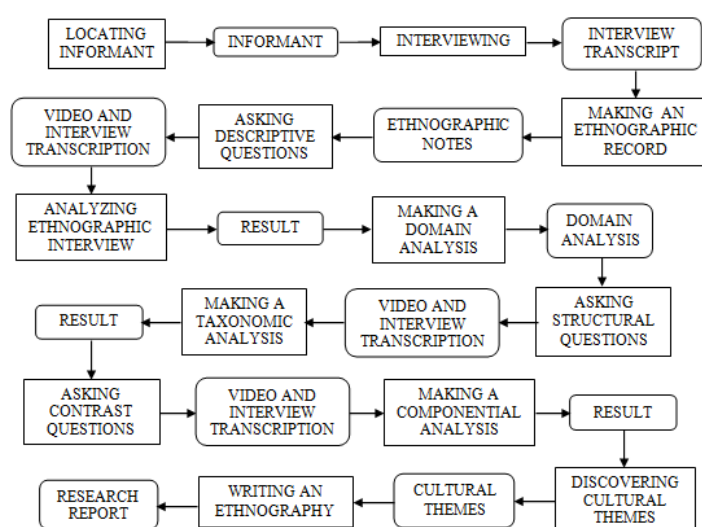 LOCATING
INFORMANT
INFORMANT
INTERVIEWING
INTERVIEW
TRANSCRIPT
MAKING AN
ETHNOGRAPHIC
RECORD
ETHNOGRAPHIC
NOTES
ASKING
DESCRIPTIVE
QUESTIONS
VIDEO AND
INTERVIEW
TRANSCRIPTION
ANALYZING
ETHNOGRAPHIC
INTERVIEW
RESULT
MAKING A
DOMAIN
ANALYSIS
DOMAIN
ANALYSIS
ASKING
STRUCTURAL
QUESTIONS
VIDEO AND
INTERVIEW
TRANSCRIPTION
MAKING A
TAXONOMIC
ANALYSIS
RESULT
ASKING
CONTRAST
QUESTIONS
VIDEO AND
INTERVIEW
TRANSCRIPTION
MAKING A
COMPONENTIAL
ANALYSIS
RESULT
DISCOVERING
CULTURAL
THEMES
CULTURAL
THEMES
WRITING AN
ETHNOGRAPHY
RESEARCH
REPORT